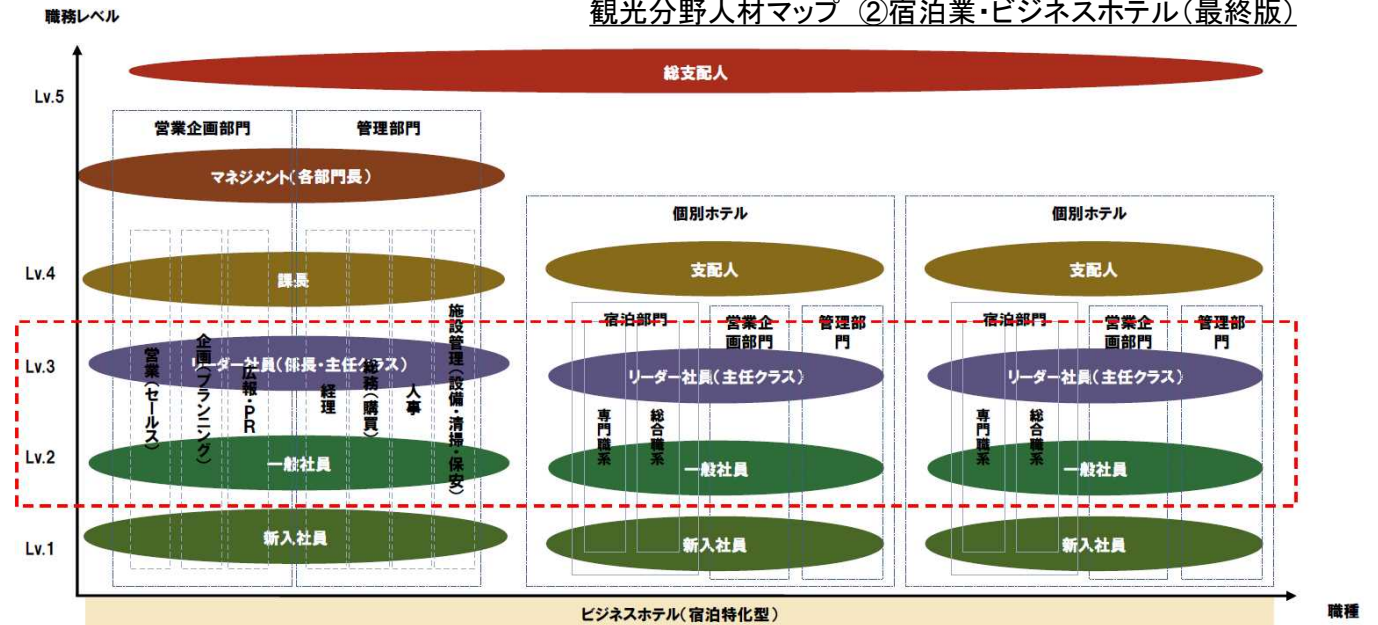 観光分野人材マップ ②宿泊業・ビジネスホテル(最終版)
職務レベル
総支配人
Lv.5
営業企画部門
管理部門
マネジメント(各部門長)
個別ホテル
個別ホテル
Lv.4
課長
支配人
支配人
宿泊部門
営業企
画部門
管理部
門
宿泊部門
営業企
画部門
管理部
門
Lv.3
リーダー社員(係長・主任クラス)
リーダー社員(主任クラス)
リーダー社員(主任クラス)
営業(セールス)
企画(プランニング)
広報・PR
経理
総務(購買)
人事
施設管理(設備・清掃・保安)
専門職系
総合職系
専門職系
総合職系
Lv.2
一般社員
一般社員
一般社員
Lv.1
新入社員
新入社員
新入社員
ビジネスホテル(宿泊特化型)
職種